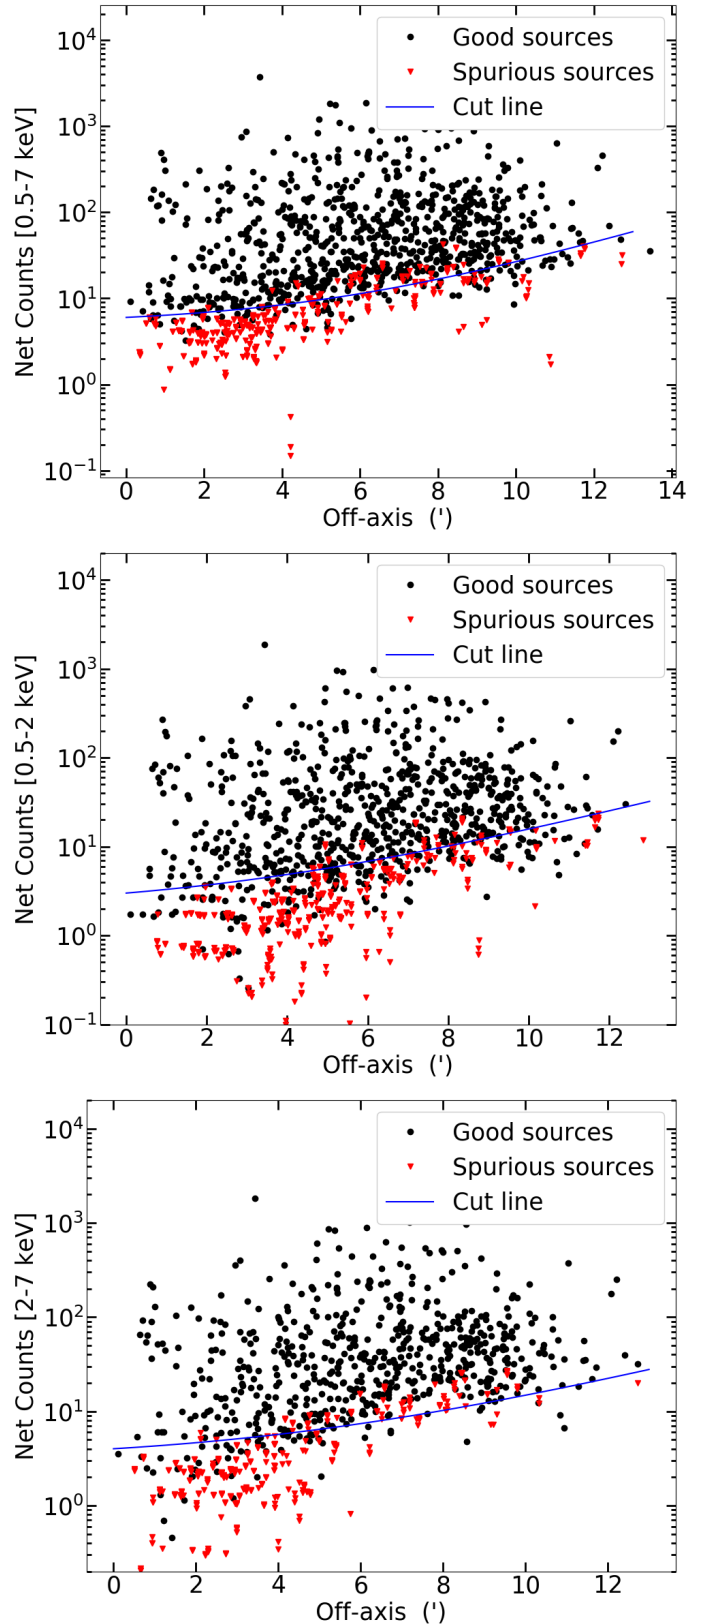 10⁴
Good sources
Spurious sources
Cut line
10³
10²
10¹
10⁰
10⁻¹
Net Counts [0.5-7 keV]
0 2 4 6 8 10 12 14
Off-axis (')
10⁴
Good sources
Spurious sources
Cut line
10³
10²
10¹
10⁰
10⁻¹
Net Counts [0.5-2 keV]
0 2 4 6 8 10 12
Off-axis (')
10⁴
Good sources
Spurious sources
Cut line
10³
10²
10¹
10⁰
Net Counts [2-7 keV]
0 2 4 6 8 10 12
Off-axis (')